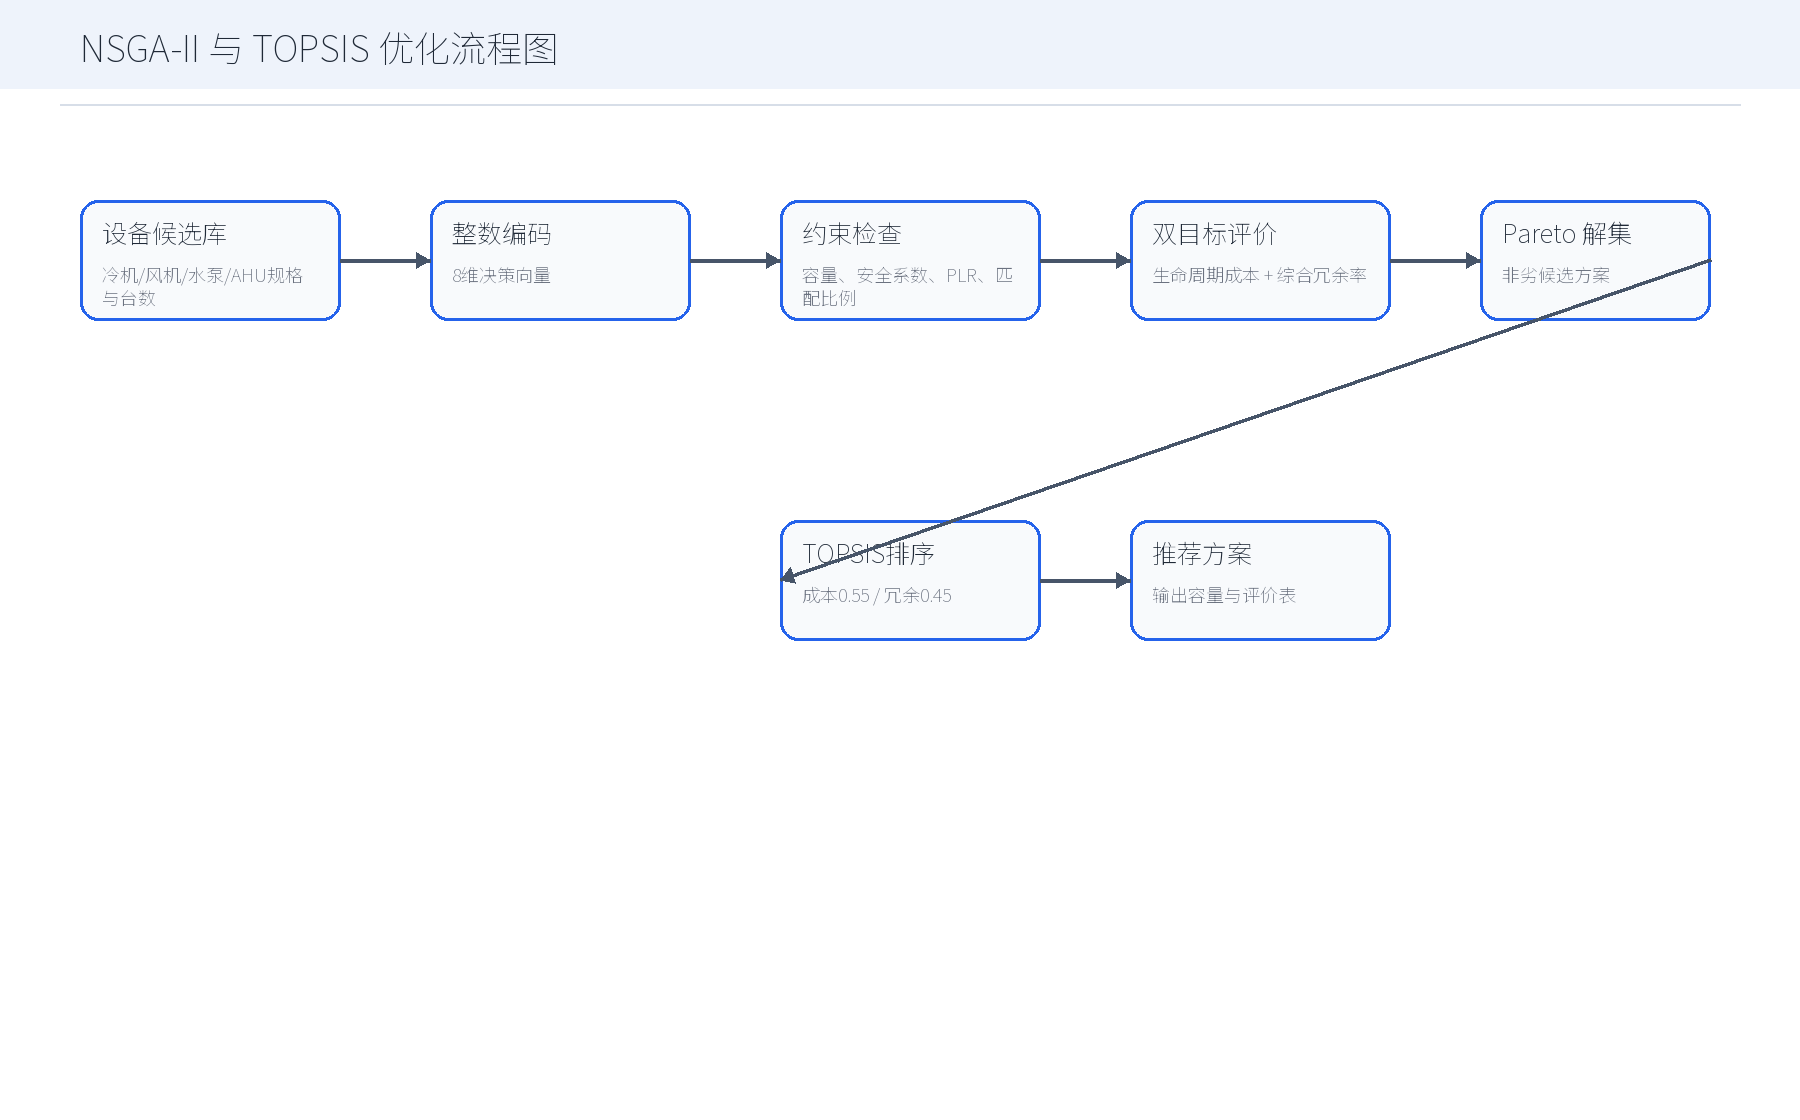 NSGA-II 与 TOPSIS 优化流程图
设备候选库
冷机/风机/水泵/AHU规格
与台数
整数编码
8维决策向量
约束检查
容量、安全系数、PLR、匹
配比例
双目标评价
生命周期成本 + 综合冗余率
Pareto 解集
非劣候选方案
TOPSIS排序
成本0.55 / 冗余0.45
推荐方案
输出容量与评价表